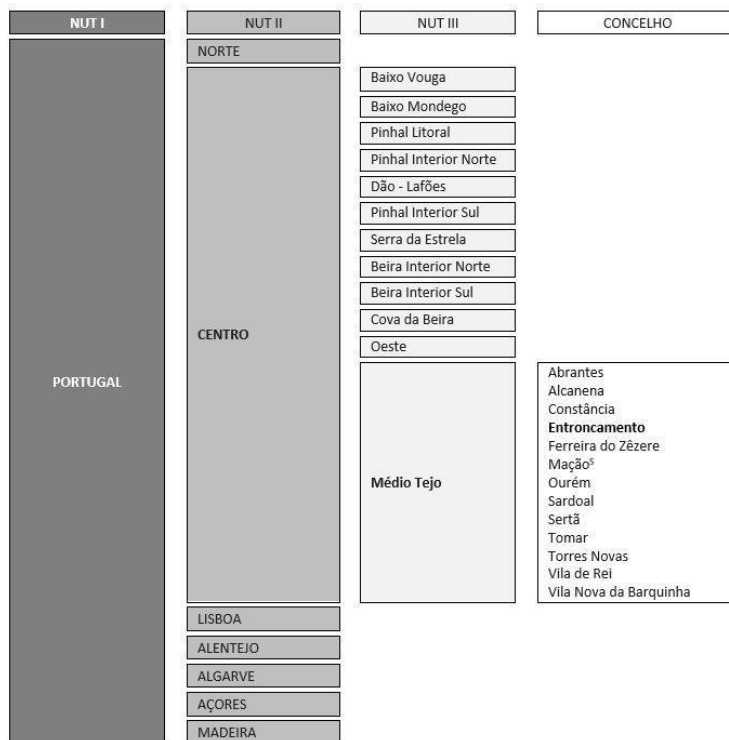 NUT I
NUT II
NUT III
CONCELHO
PORTUGAL
NORTE
CENTRO
LISBOA
ALENTEJO
ALGARVE
AÇORES
MADEIRA
Baixo Vouga
Baixo Mondego
Pinhal Litoral
Pinhal Interior Norte
Dão - Lafões
Pinhal Interior Sul
Serra da Estrela
Beira Interior Norte
Beira Interior Sul
Cova da Beira
Oeste
Médio Tejo
Abrantes
Alcanena
Constância
Entroncamento
Ferreira do Zêzere
Mação⁵
Ourém
Sardoal
Sertã
Tomar
Torres Novas
Vila de Rei
Vila Nova da Barquinha